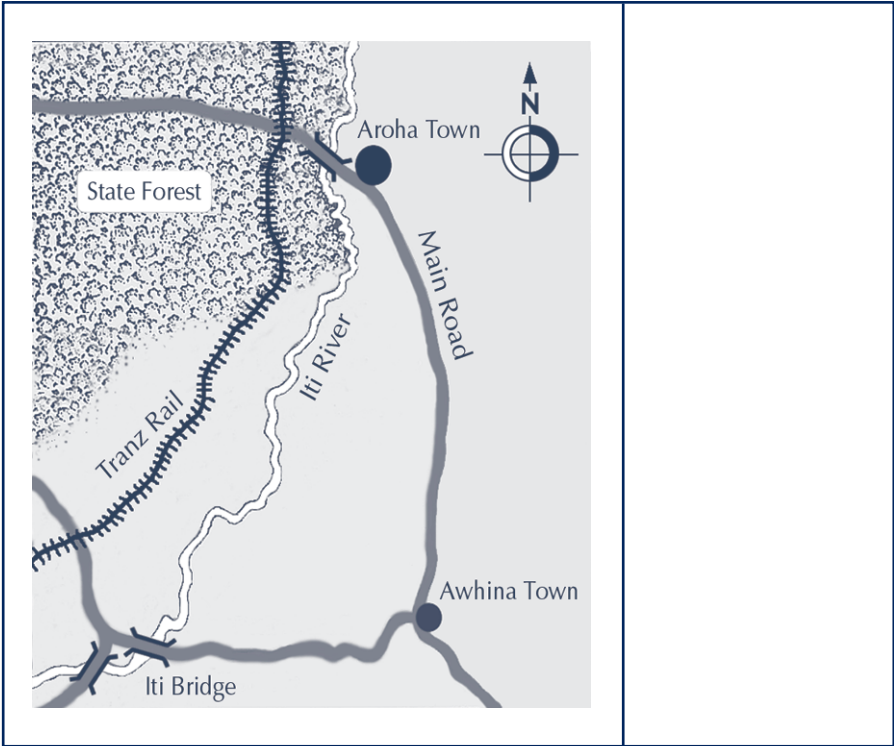 N
Aroha Town
State Forest
Main Road
Iti River
Tranz Rail
Awhina Town
Iti Bridge